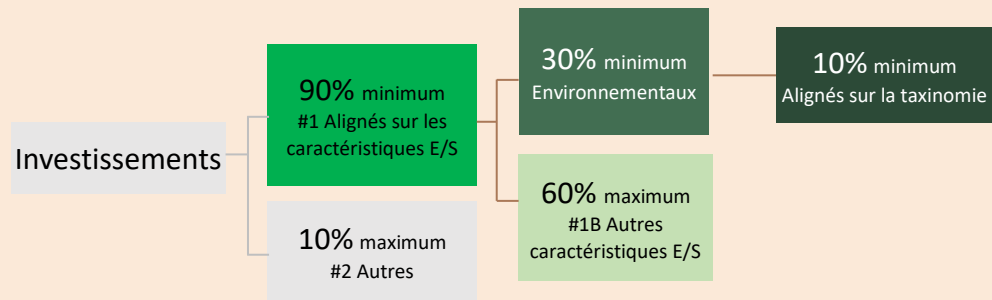 Investissements
90% minimum
#1 Alignés sur les
caractéristiques E/S
10% maximum
#2 Autres
30% minimum
Environnementaux
60% maximum
#1B Autres
caractéristiques E/S
10% minimum
Alignés sur la taxinomie